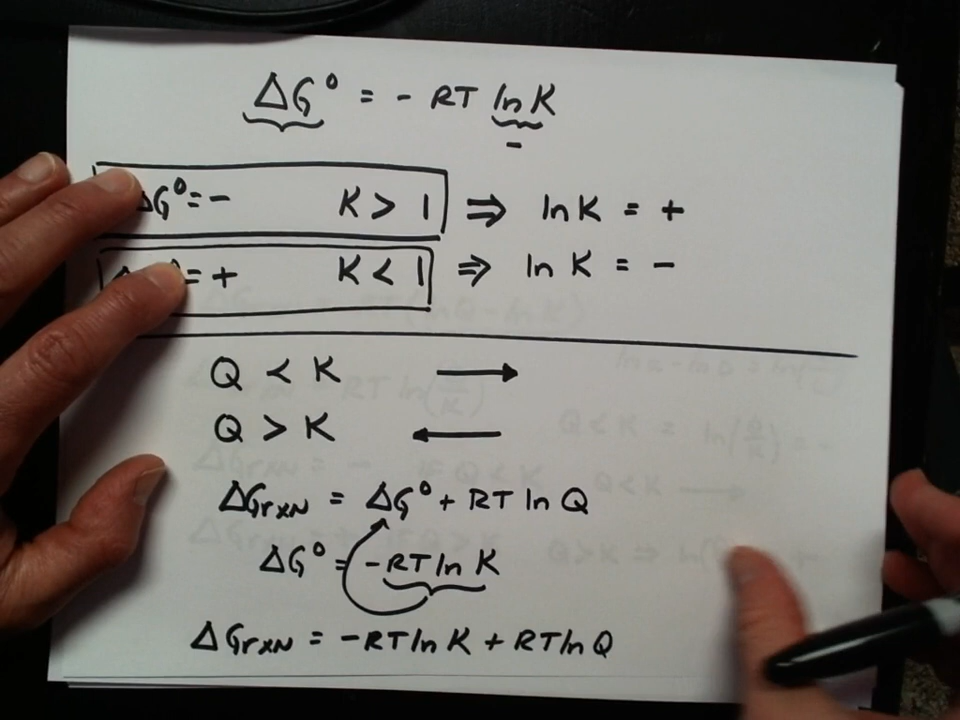 ΔG° = - RT ln K
-
ΔG° = - K > 1 ⇒ ln K = +
= + K < 1 ⇒ ln K = -
Q < K →
Q > K ←
ΔGrxN = ΔG° + RT ln Q
ΔG° = -RT ln K
ΔGrxN = -RT ln K + RT ln Q